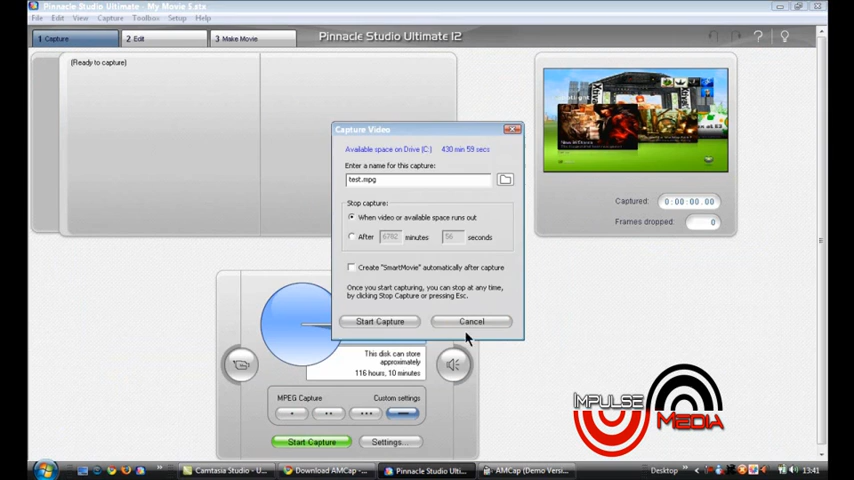 Pinnacle Studio Ultimate - My Movie 5.stx
File Edit View Capture Toolbox Setup Help
1 Capture
2 Edit
3 Make Movie
Pinnacle Studio Ultimate 12
(Ready to capture)
Capture Video
Available space on Drive (C:) 430 min 59 secs
Enter a name for this capture:
test.mpg
Stop capture:
When video or available space runs out
After 6782 minutes 56 seconds
Create "SmartMovie" automatically after capture
Once you start capturing, you can stop at any time,
by clicking Stop Capture or pressing Esc.
Start Capture
Cancel
Captured: 0:00:00.00
Frames dropped: 0
This disk can store
approximately
116 hours, 10 minutes
MPEG Capture
Custom settings
Start Capture
Settings...
IMPULSE
MEDIA
Camtasia Studio - U...
Download AMCap -...
Pinnacle Studio Ulti...
AMCap (Demo Versi...
Desktop
13:41